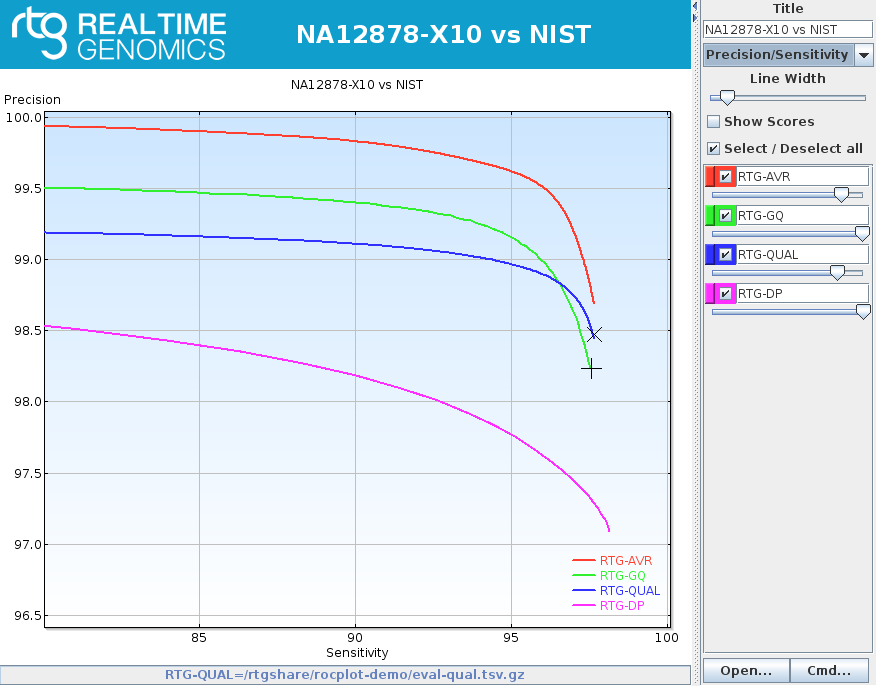 rtg REALTIME GENOMICS
NA12878-X10 vs NIST
NA12878-X10 vs NIST
Precision
100.0
99.5
99.0
98.5
98.0
97.5
97.0
96.5
85
90
95
100
Sensitivity
RTG-AVR
RTG-GQ
RTG-QUAL
RTG-DP
RTG-QUAL=/rtgshare/rocplot-demo/eval-qual.tsv.gz
Title
NA12878-X10 vs NIST
Precision/Sensitivity
Line Width
Show Scores
Select / Deselect all
RTG-AVR
RTG-GQ
RTG-QUAL
RTG-DP
Open...
Cmd...